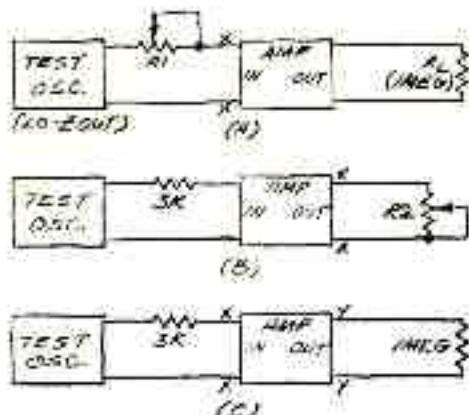 TEST OSC.
(LO-Z OUT)
R1
X
X
AMP
IN OUT
RL
(1MEG)
(A)
TEST OSC.
3K
AMP
IN OUT
X
X
R2
(B)
TEST OSC.
3K
X
X
AMP
IN OUT
Y
Y
1MEG
(C)